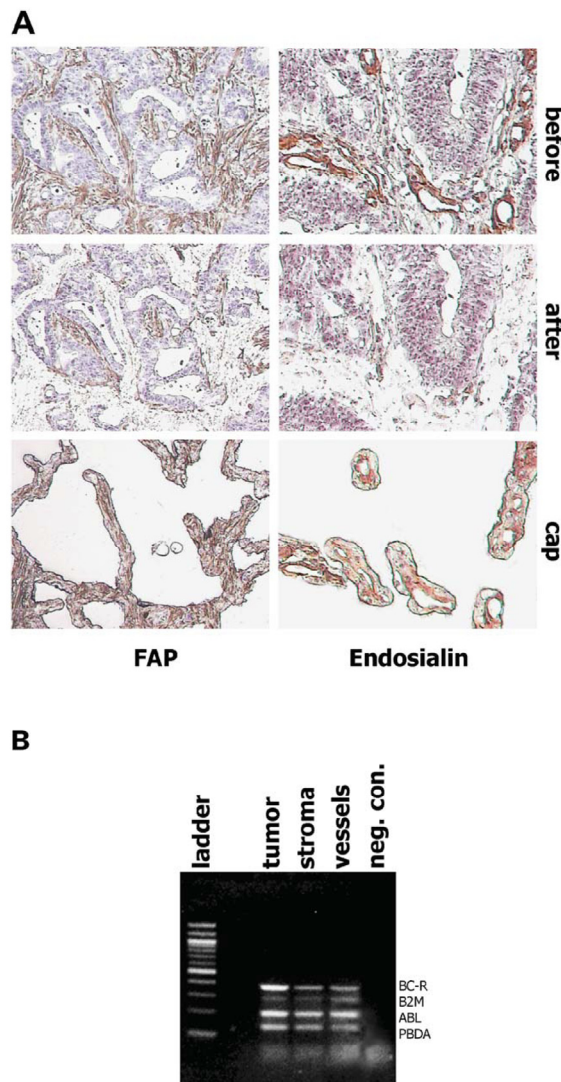 A
before
after
cap
FAP
Endosialin
B
ladder
tumor
stroma
vessels
neg. con.
BC-R
B2M
ABL
PBDA